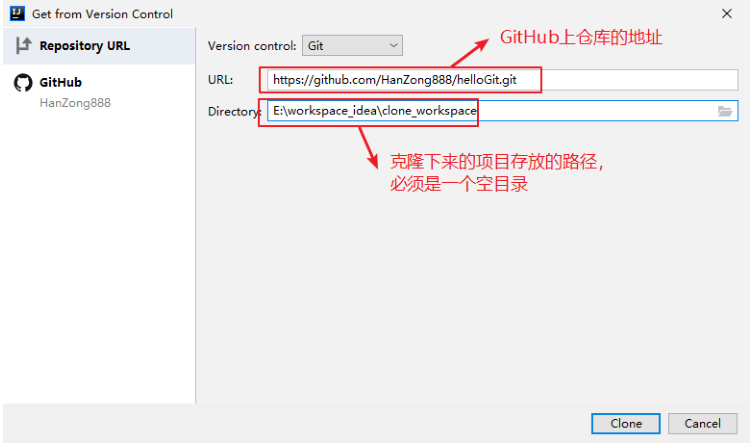 Get from Version Control
Repository URL
GitHub
HanZong888
Version control: Git
GitHub上仓库的地址
URL: https://github.com/HanZong888/helloGit.git
Directory: E:\workspace_idea\clone_workspace
克隆下来的项目存放的路径，
必须是一个空目录
Clone
Cancel